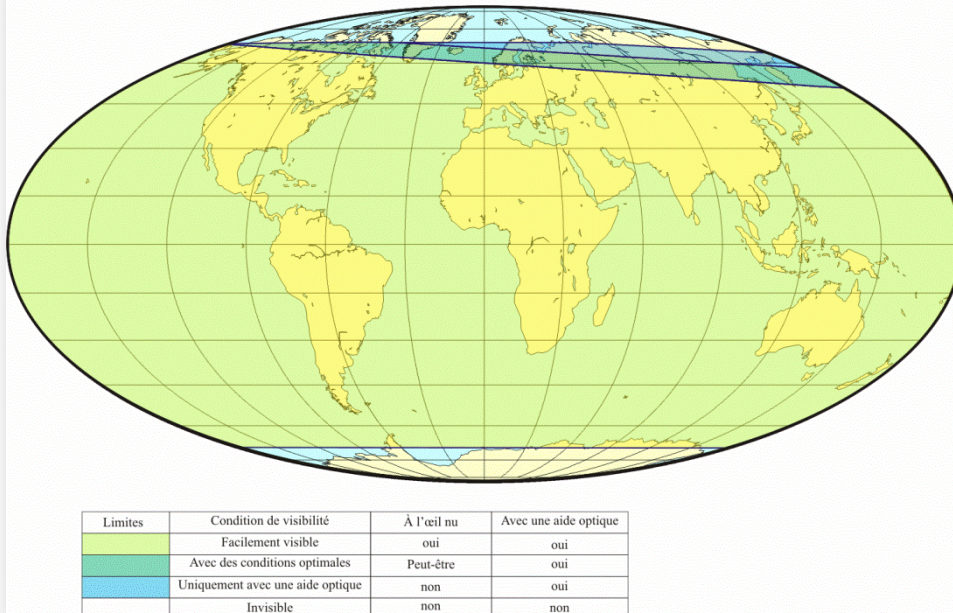 Limites Condition de visibilité À l’œil nu Avec une aide optique
Facilement visible oui oui
Avec des conditions optimales Peut-être oui
Uniquement avec une aide optique non oui
Invisible non non